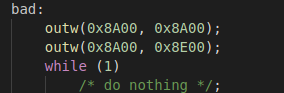 bad:
    outw(0x8A00, 0x8A00);
    outw(0x8A00, 0x8E00);
    while (1)
        /* do nothing */;